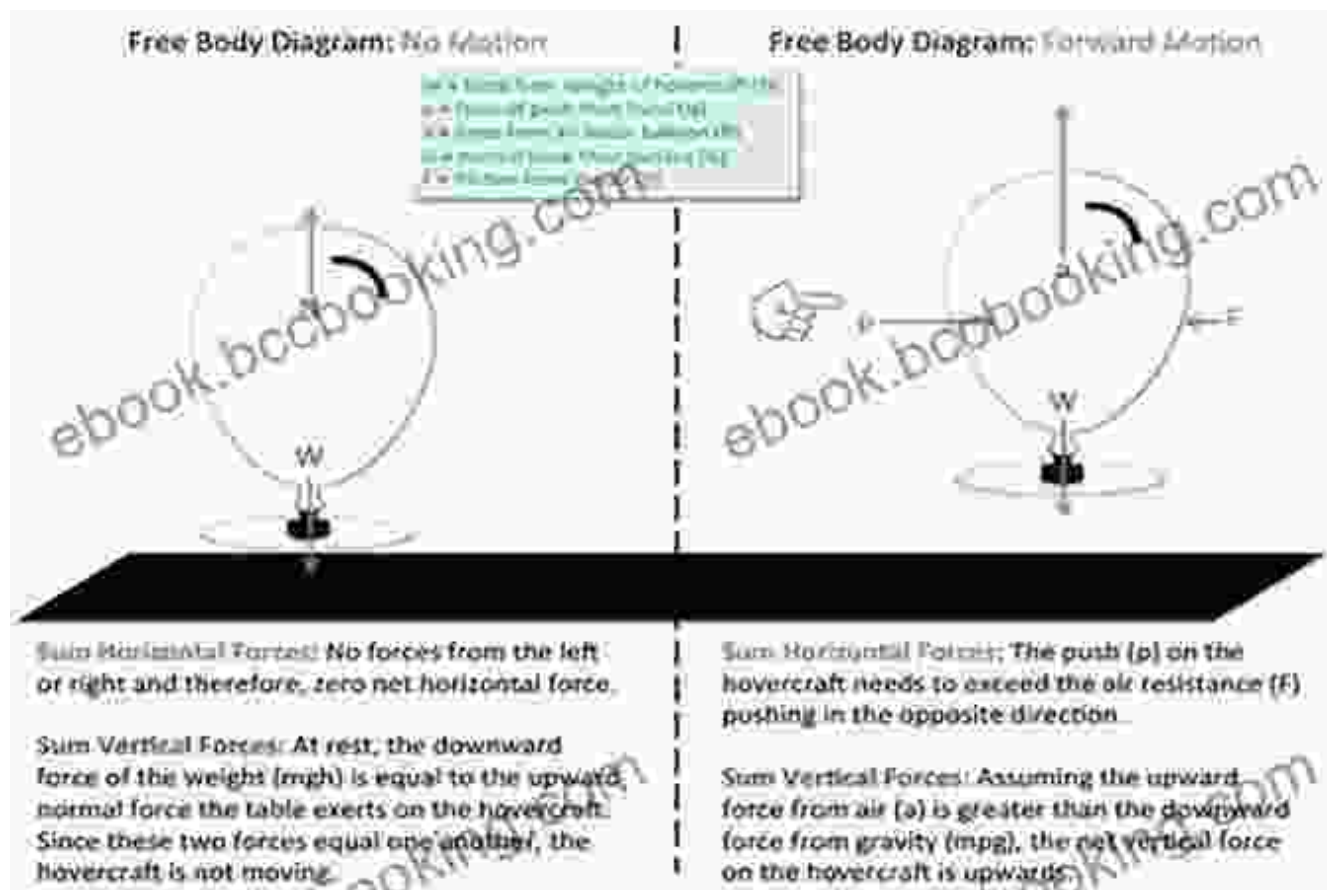 Free Body Diagram: No Motion
Free Body Diagram: Forward Motion
W
p
F
W
Sum Horizontal Forces: No forces from the left
or right and therefore, zero net horizontal force.
Sum Vertical Forces: At rest, the downward
force of the weight (mgh) is equal to the upward
normal force the table exerts on the hovercraft.
Since these two forces equal one another, the
hovercraft is not moving.
Sum Horizontal Forces: The push (p) on the
hovercraft needs to exceed the air resistance (F)
pushing in the opposite direction.
Sum Vertical Forces: Assuming the upward
force from air (a) is greater than the downward
force from gravity (mpg), the net vertical force
on the hovercraft is upwards.
ebook.bccbooking.com
ebook.bccbooking.com